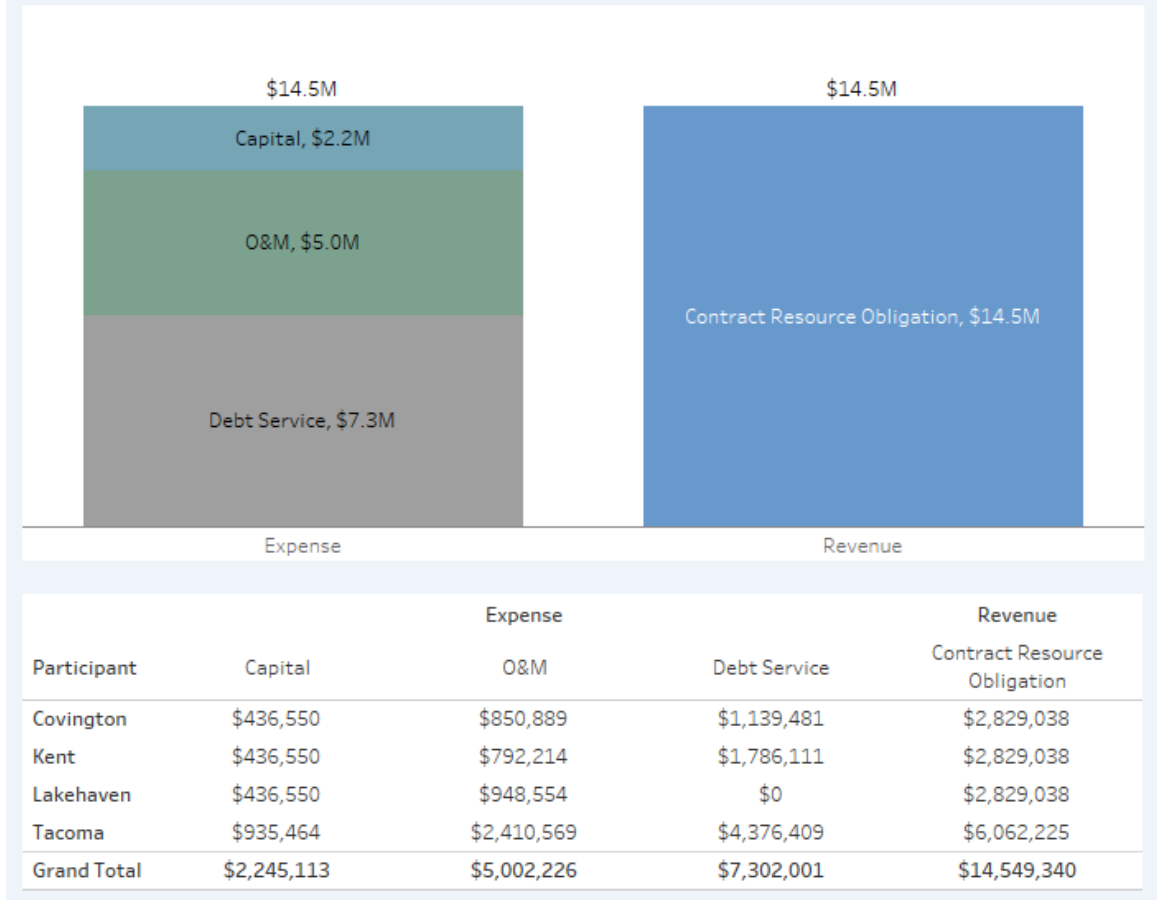 $14.5M $14.5M
Capital, $2.2M
O&M, $5.0M
Contract Resource Obligation, $14.5M
Debt Service, $7.3M
Expense Revenue
Expense Revenue
Participant Capital O&M Debt Service Contract Resource
Obligation
Covington $436,550 $850,889 $1,139,481 $2,829,038
Kent $436,550 $792,214 $1,786,111 $2,829,038
Lakehaven $436,550 $948,554 $0 $2,829,038
Tacoma $935,464 $2,410,569 $4,376,409 $6,062,225
Grand Total $2,245,113 $5,002,226 $7,302,001 $14,549,340